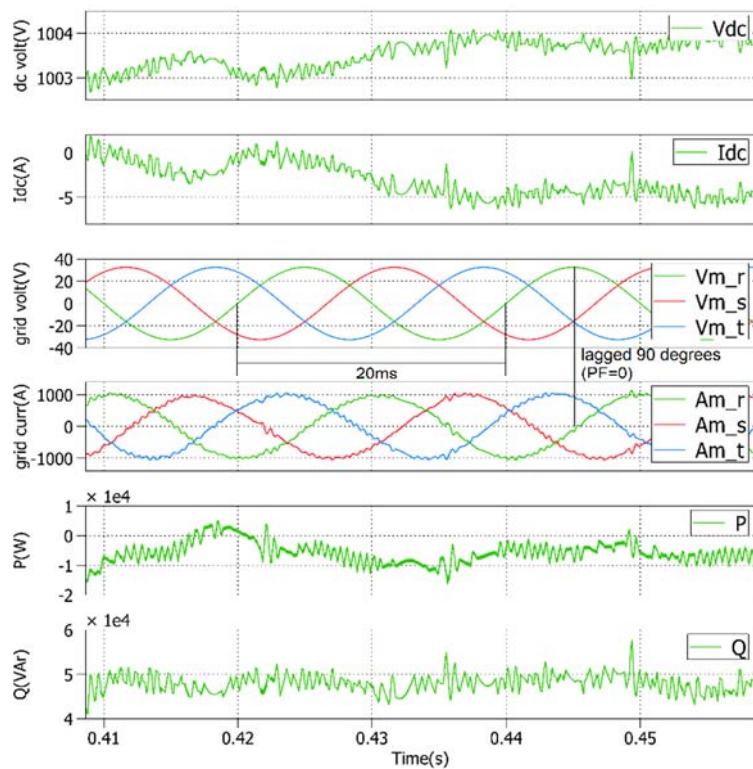 1004
1003
dc volt(V)
Vdc
0
-5
Idc(A)
Idc
40
20
0
-20
-40
grid volt(V)
Vm_r
Vm_s
Vm_t
20ms
lagged 90 degrees
(PF=0)
1000
0
-1000
grid curr(A)
Am_r
Am_s
Am_t
× 1e4
1
0
-1
-2
P(W)
P
× 1e4
6
5
4
Q(VAr)
Q
0.41 0.42 0.43 0.44 0.45
Time(s)